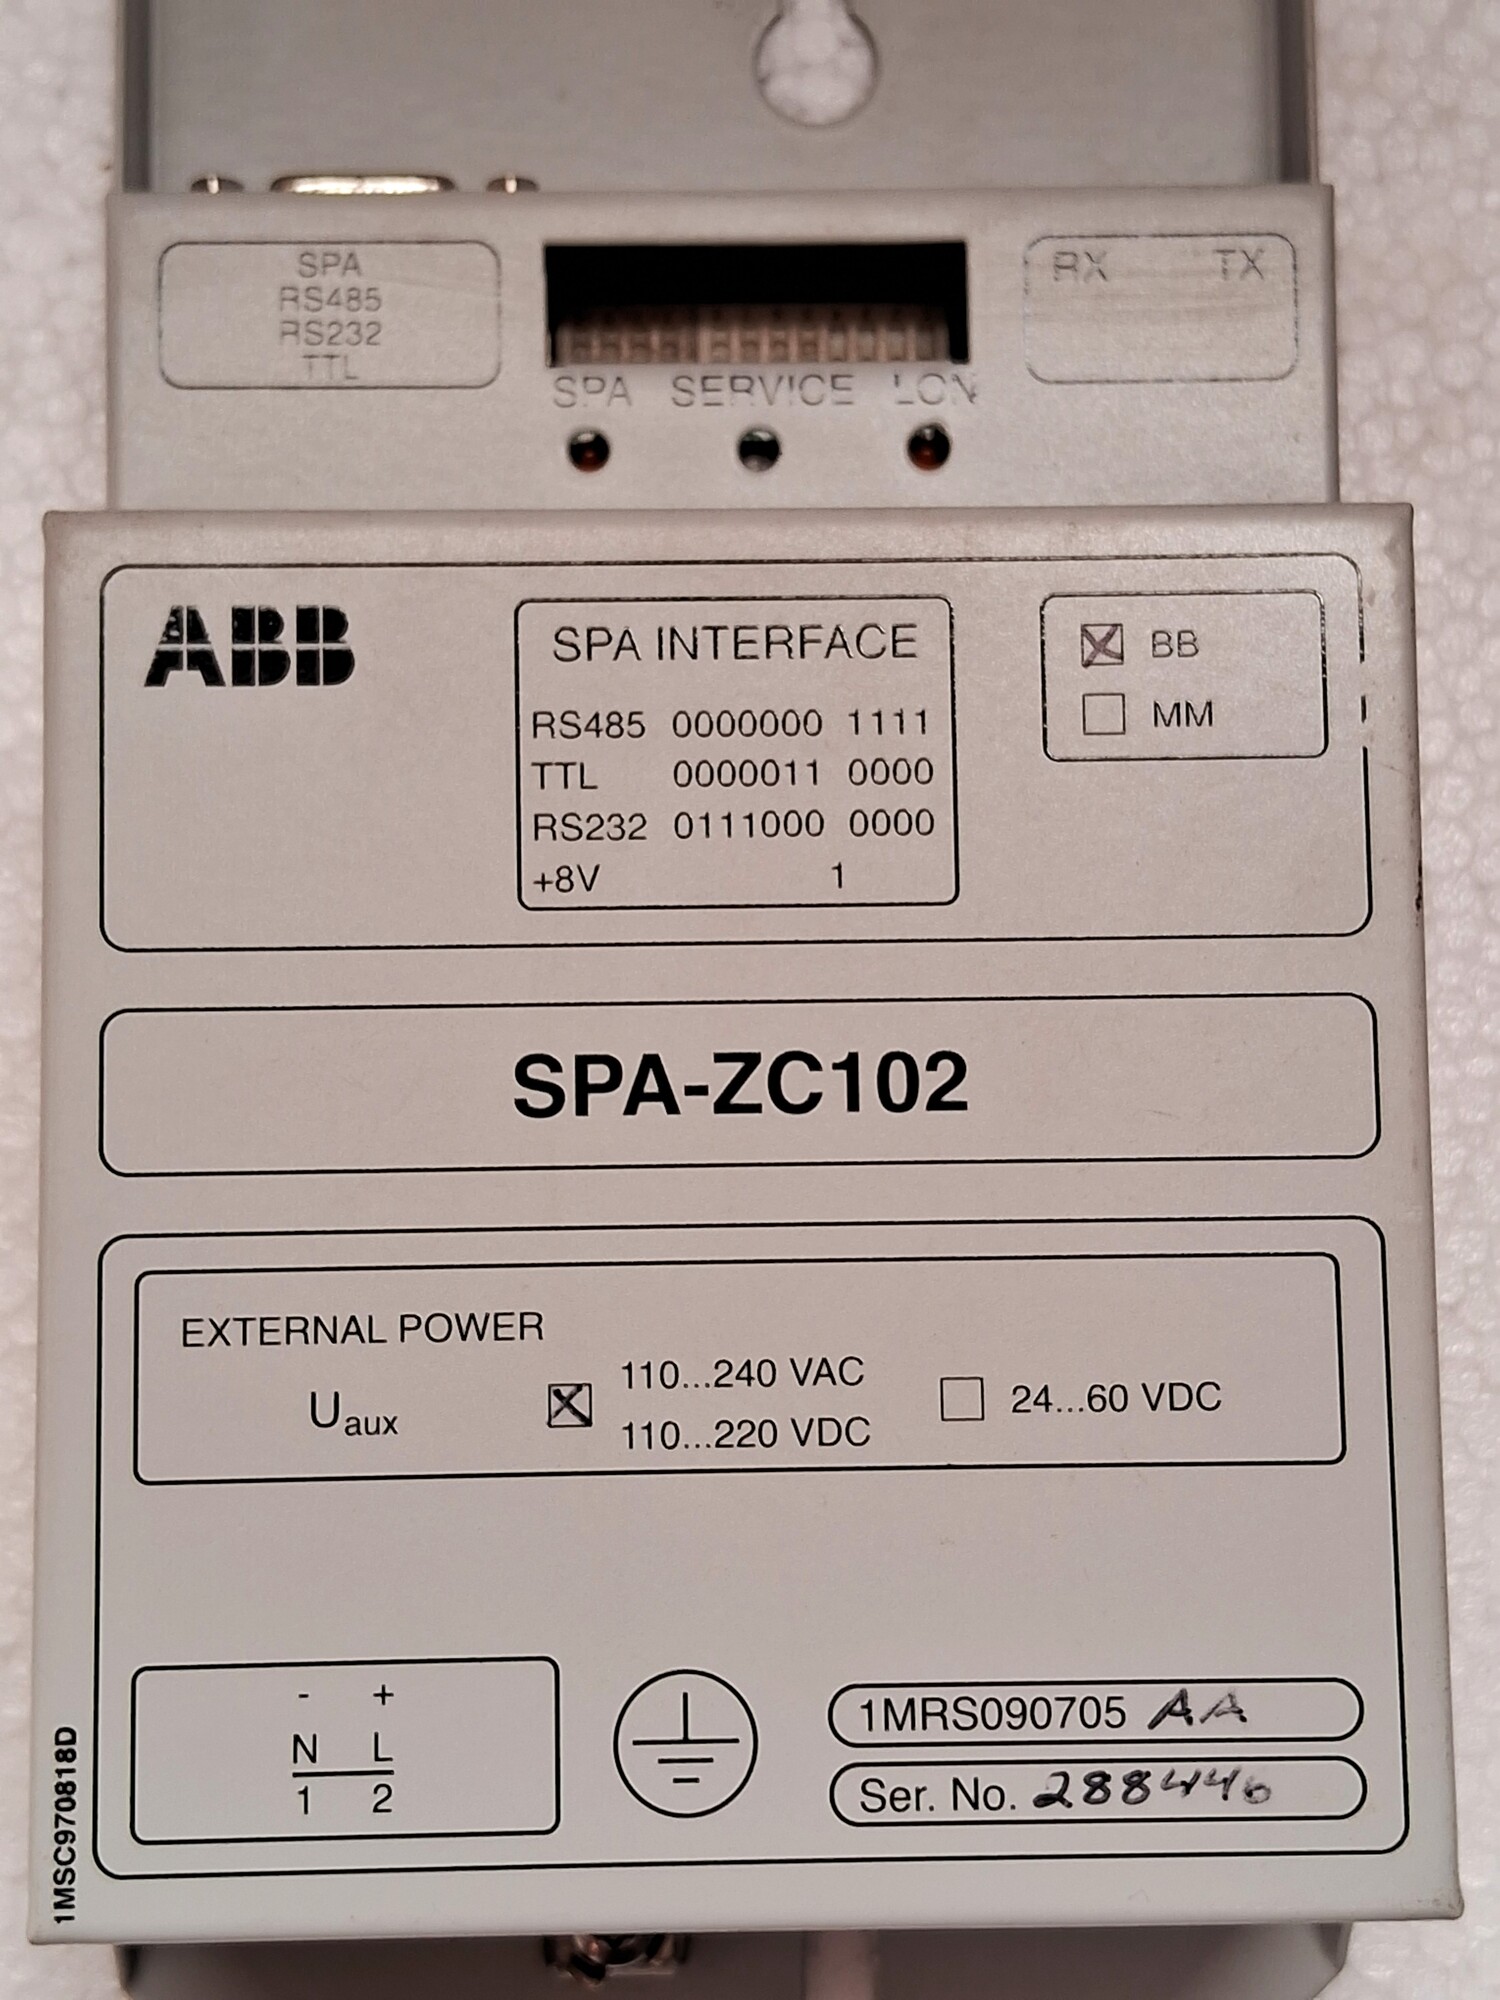 SPA
RS485
RS232
TTL
RX TX
SPA SERVICE LON
ABB
SPA INTERFACE
RS485 0000000 1111
TTL 0000011 0000
RS232 0111000 0000
+8V 1
BB
MM
SPA-ZC102
EXTERNAL POWER
Uaux
110...240 VAC
110...220 VDC
24...60 VDC
- +
N L
1 2
1MRS090705 AA
Ser. No. 288446
1MSC970818D